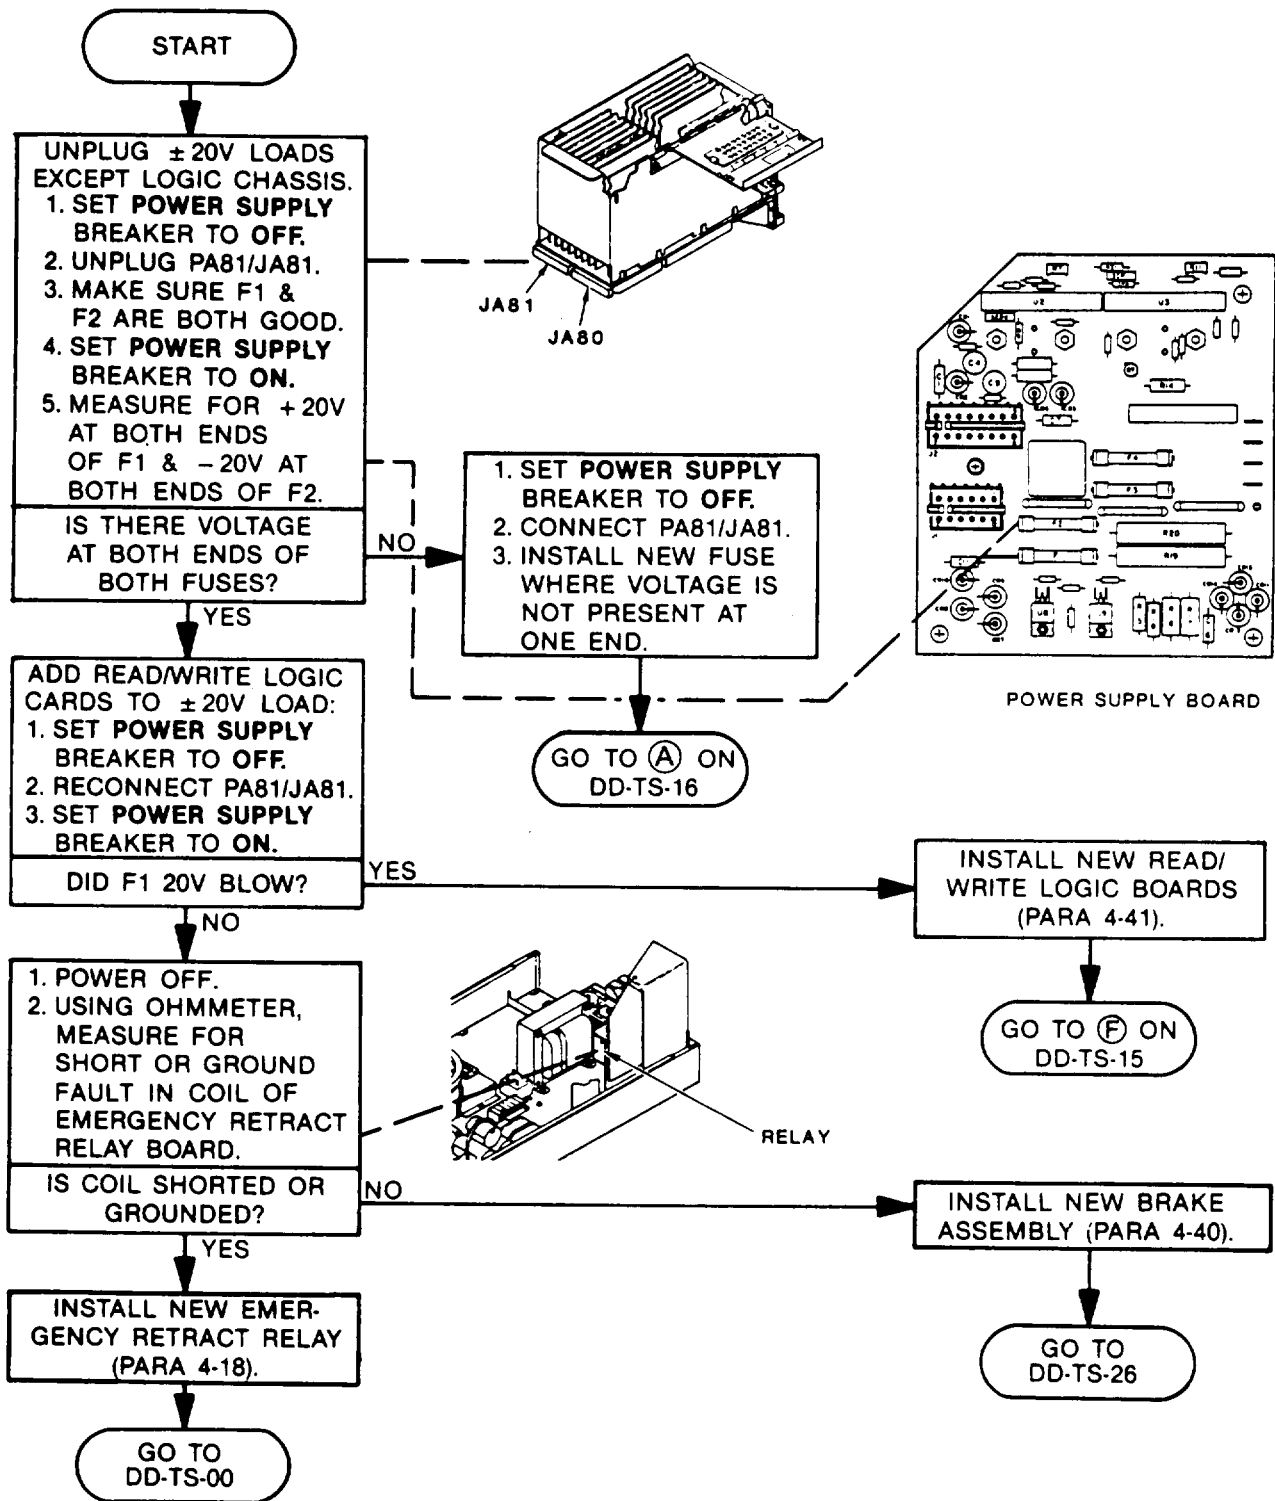 START
UNPLUG ± 20V LOADS
EXCEPT LOGIC CHASSIS.
1. SET POWER SUPPLY
BREAKER TO OFF.
2. UNPLUG PA81/JA81.
3. MAKE SURE F1 &
F2 ARE BOTH GOOD.
4. SET POWER SUPPLY
BREAKER TO ON.
5. MEASURE FOR +20V
AT BOTH ENDS
OF F1 & -20V AT
BOTH ENDS OF F2.
IS THERE VOLTAGE
AT BOTH ENDS OF
BOTH FUSES?
NO
YES
JA81
JA80
1. SET POWER SUPPLY
BREAKER TO OFF.
2. CONNECT PA81/JA81.
3. INSTALL NEW FUSE
WHERE VOLTAGE IS
NOT PRESENT AT
ONE END.
GO TO A ON
DD-TS-16
U2
U3
J2
F4
F3
F2
R20
R19
POWER SUPPLY BOARD
ADD READ/WRITE LOGIC
CARDS TO ±20V LOAD:
1. SET POWER SUPPLY
BREAKER TO OFF.
2. RECONNECT PA81/JA81.
3. SET POWER SUPPLY
BREAKER TO ON.
DID F1 20V BLOW?
YES
NO
INSTALL NEW READ/
WRITE LOGIC BOARDS
(PARA 4-41).
GO TO F ON
DD-TS-15
1. POWER OFF.
2. USING OHMMETER,
MEASURE FOR
SHORT OR GROUND
FAULT IN COIL OF
EMERGENCY RETRACT
RELAY BOARD.
IS COIL SHORTED OR
GROUNDED?
NO
YES
RELAY
INSTALL NEW BRAKE
ASSEMBLY (PARA 4-40).
GO TO
DD-TS-26
INSTALL NEW EMER-
GENCY RETRACT RELAY
(PARA 4-18).
GO TO
DD-TS-00